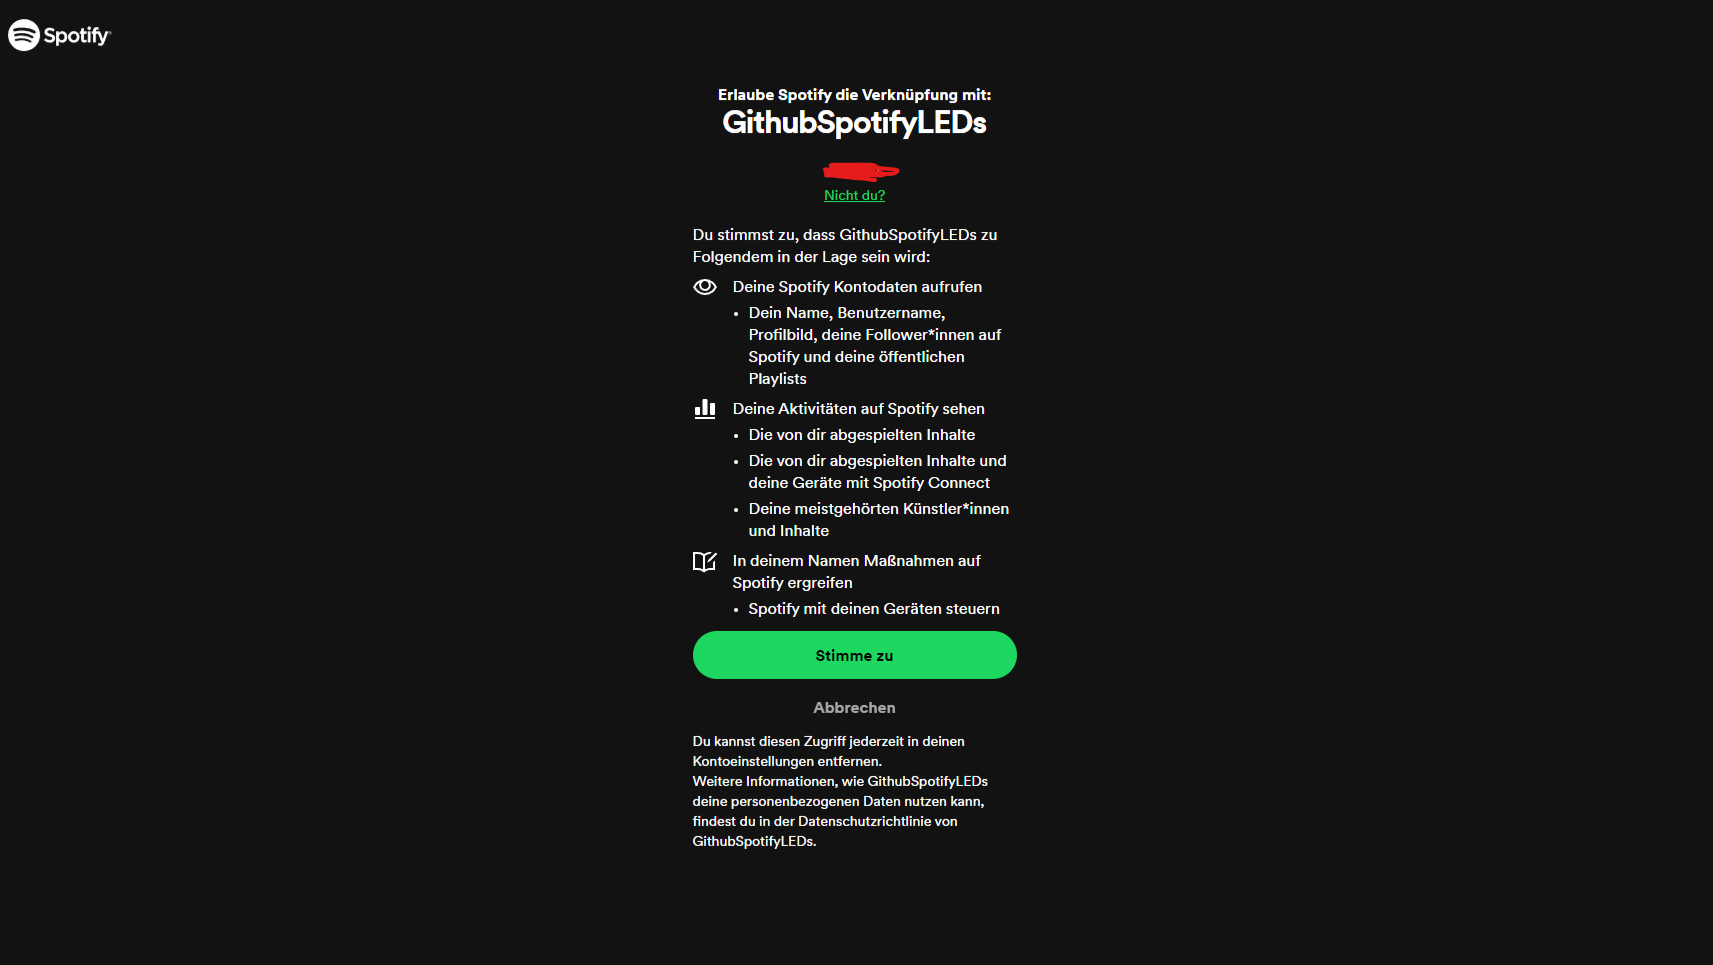 Spotify
Erlaube Spotify die Verknüpfung mit:
GithubSpotifyLEDs
Nicht du?
Du stimmst zu, dass GithubSpotifyLEDs zu
Folgendem in der Lage sein wird:
Deine Spotify Kontodaten aufrufen
• Dein Name, Benutzername,
Profilbild, deine Follower*innen auf
Spotify und deine öffentlichen
Playlists
Deine Aktivitäten auf Spotify sehen
• Die von dir abgespielten Inhalte
• Die von dir abgespielten Inhalte und
deine Geräte mit Spotify Connect
• Deine meistgehörten Künstler*innen
und Inhalte
In deinem Namen Maßnahmen auf
Spotify ergreifen
• Spotify mit deinen Geräten steuern
Stimme zu
Abbrechen
Du kannst diesen Zugriff jederzeit in deinen
Kontoeinstellungen entfernen.
Weitere Informationen, wie GithubSpotifyLEDs
deine personenbezogenen Daten nutzen kann,
findest du in der Datenschutzrichtlinie von
GithubSpotifyLEDs.